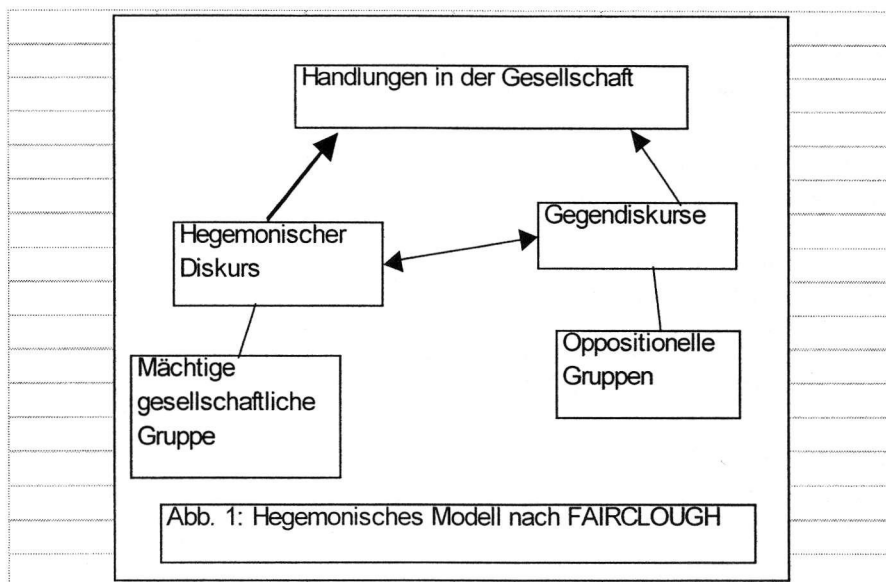 Handlungen in der Gesellschaft
Hegemonischer
Diskurs
Gegendiskurse
Mächtige
gesellschaftliche
Gruppe
Oppositionelle
Gruppen
Abb. 1: Hegemonisches Modell nach FAIRCLOUGH